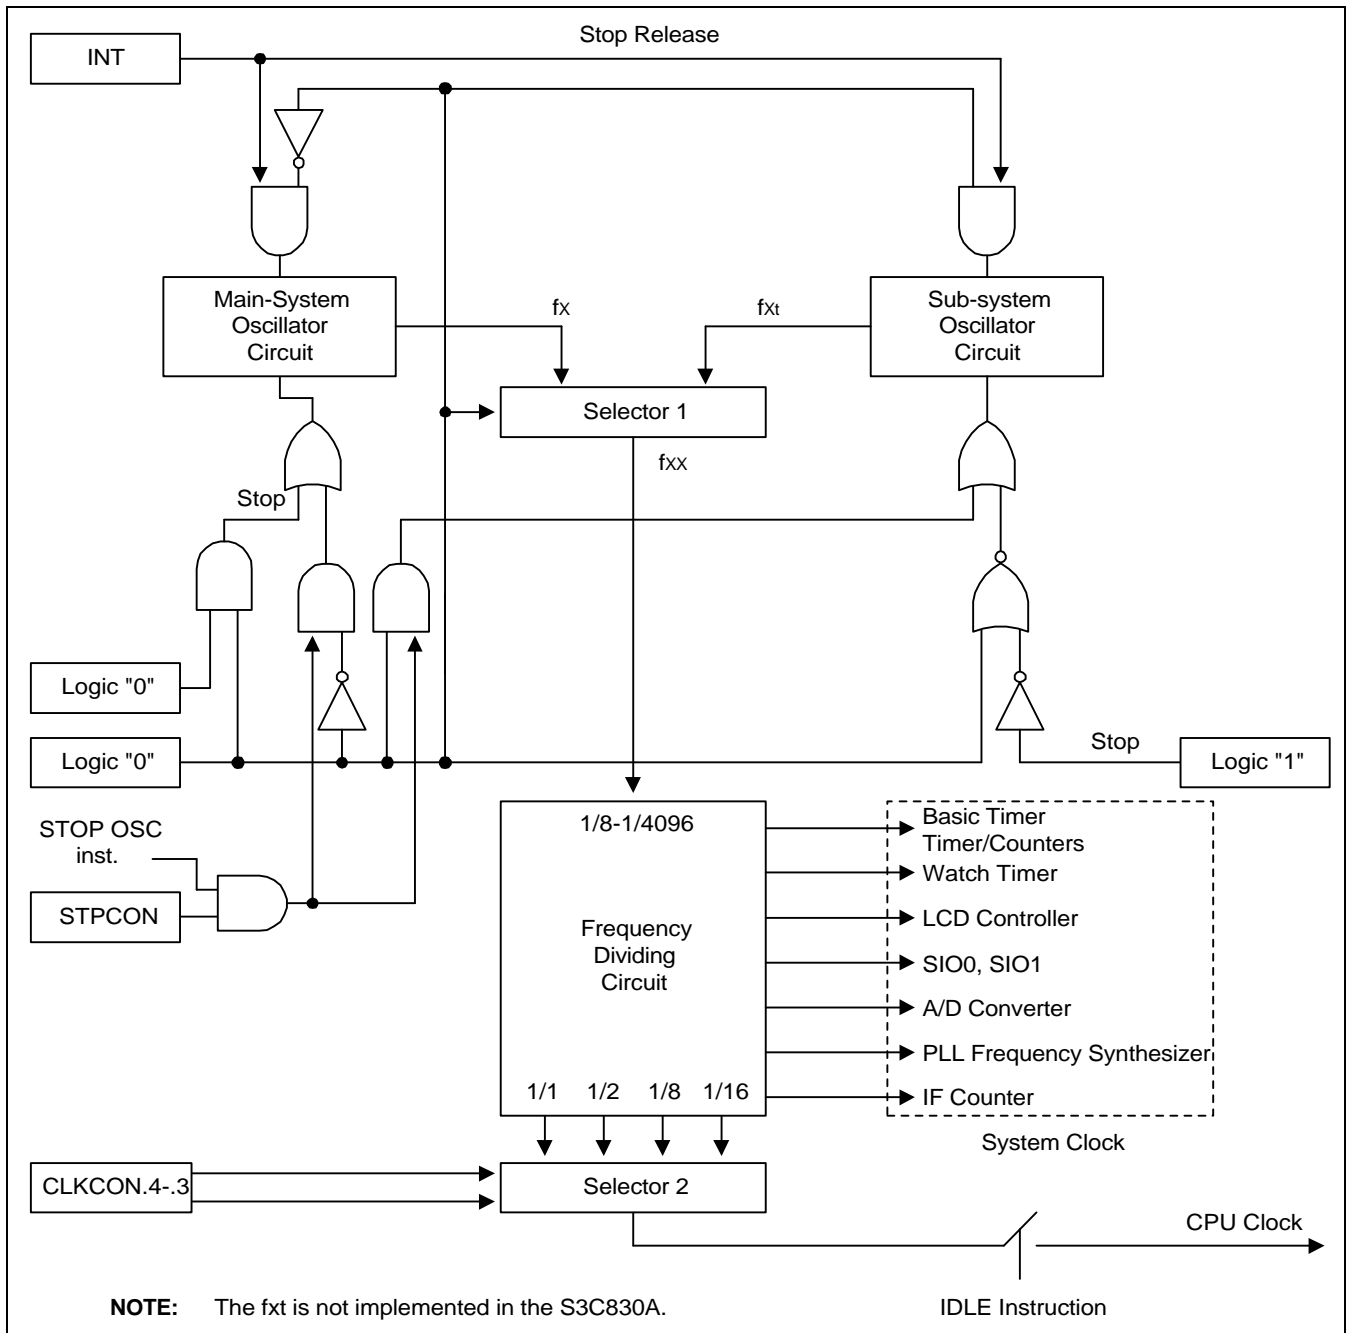 Stop Release
INT
Main-System
Oscillator
Circuit
fx
fxt
Sub-system
Oscillator
Circuit
Selector 1
fxx
Stop
Logic "0"
Logic "0"
Stop
Logic "1"
STOP OSC
inst.
STPCON
1/8-1/4096
Frequency
Dividing
Circuit
1/1 1/2 1/8 1/16
Basic Timer
Timer/Counters
Watch Timer
LCD Controller
SIO0, SIO1
A/D Converter
PLL Frequency Synthesizer
IF Counter
System Clock
CLKCON.4-.3
Selector 2
CPU Clock
IDLE Instruction
NOTE: The fxt is not implemented in the S3C830A.